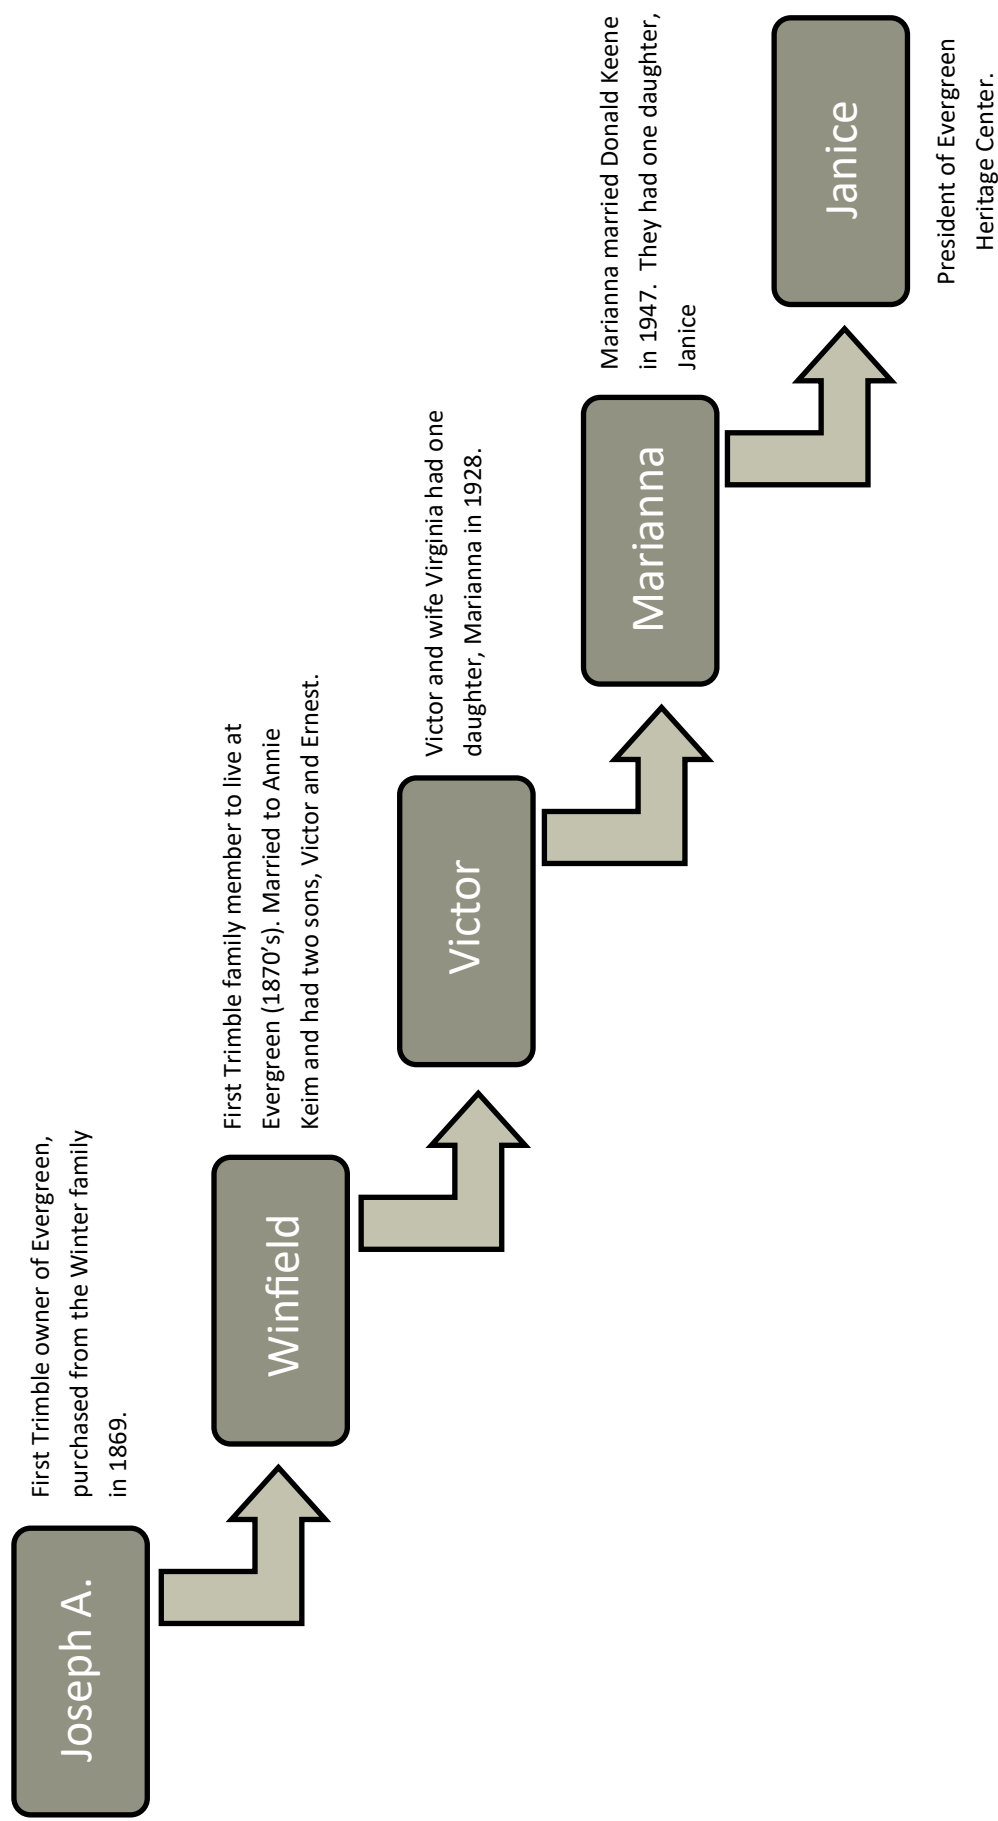 Joseph A.
First Trimble owner of Evergreen,
purchased from the Winter family
in 1869.
Winfield
First Trimble family member to live at
Evergreen (1870’s). Married to Annie
Keim and had two sons, Victor and Ernest.
Victor
Victor and wife Virginia had one
daughter, Marianna in 1928.
Marianna
Marianna married Donald Keene
in 1947.  They had one daughter,
Janice
Janice
President of Evergreen
Heritage Center.